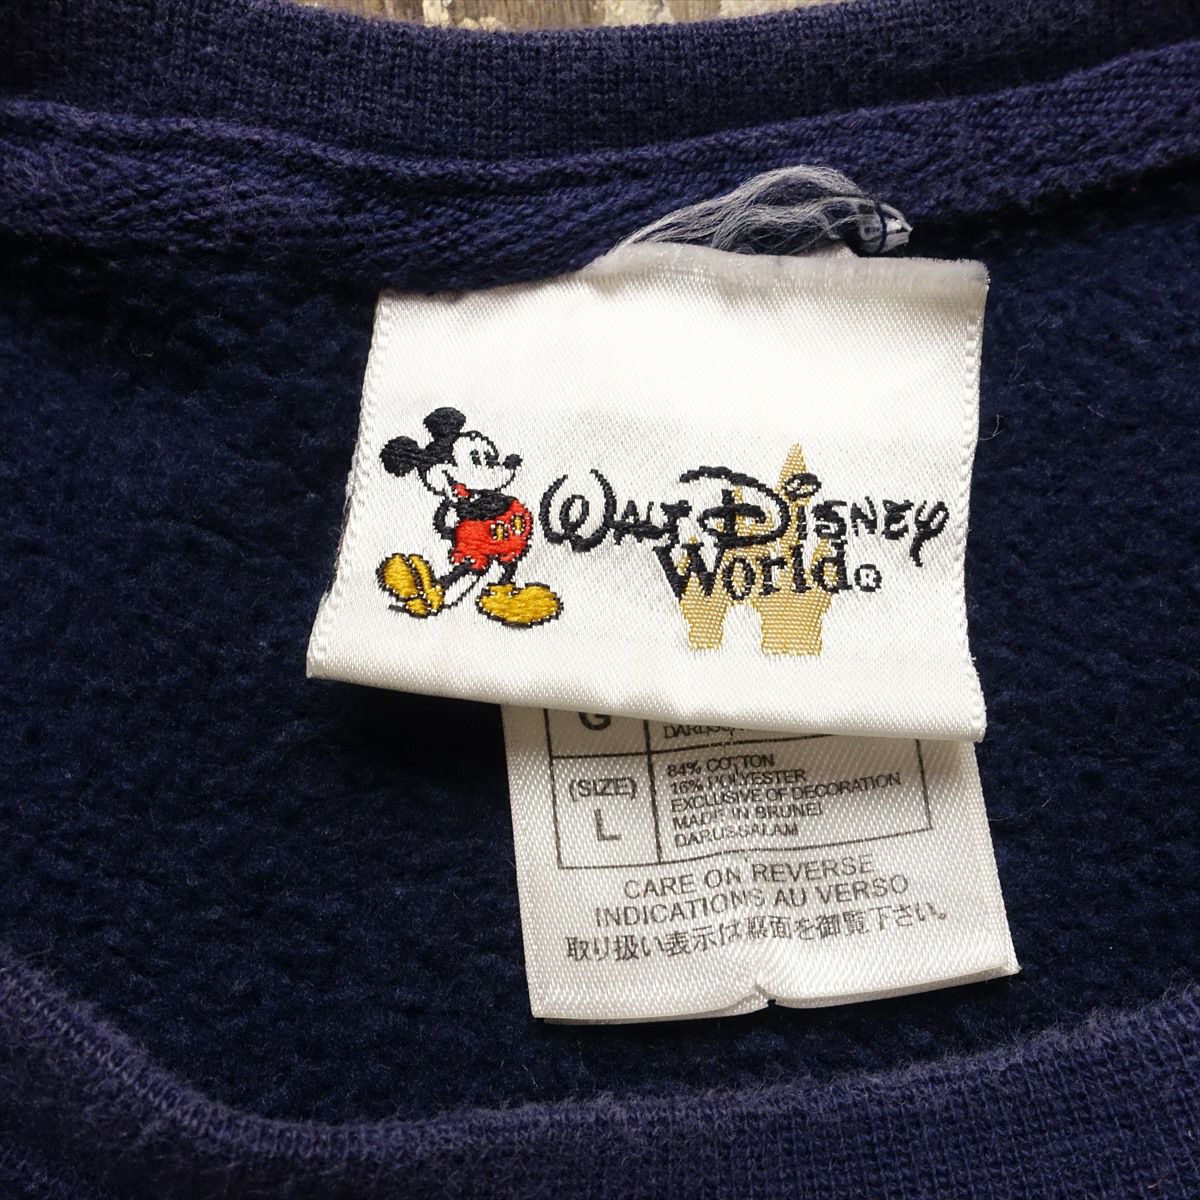 WALT DISNEY
World®
G
DARUSSALAM
84% COTTON
(SIZE)
16% POLYESTER
EXCLUSIVE OF DECORATION
L
MADE IN BRUNEI
DARUSSALAM
CARE ON REVERSE
INDICATIONS AU VERSO
取り扱い表示は裏面を御覧下さい。